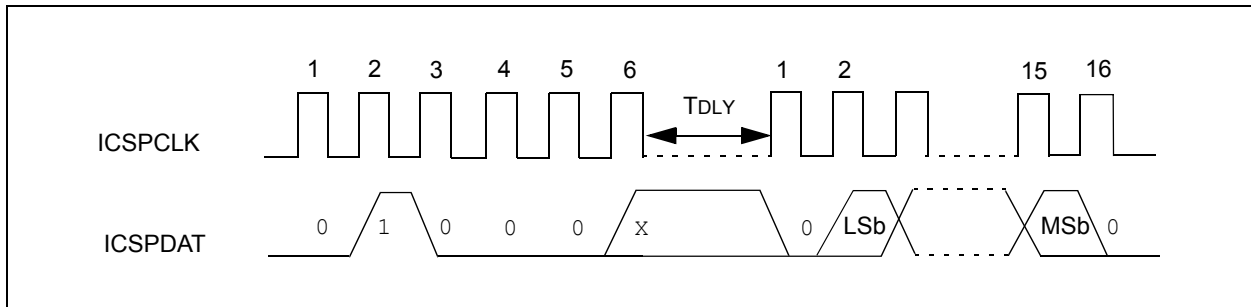 1 2 3 4 5 6 1 2 15 16
TDLY
ICSPCLK
ICSPDAT
0 1 0 0 0 X 0 LSb MSb 0